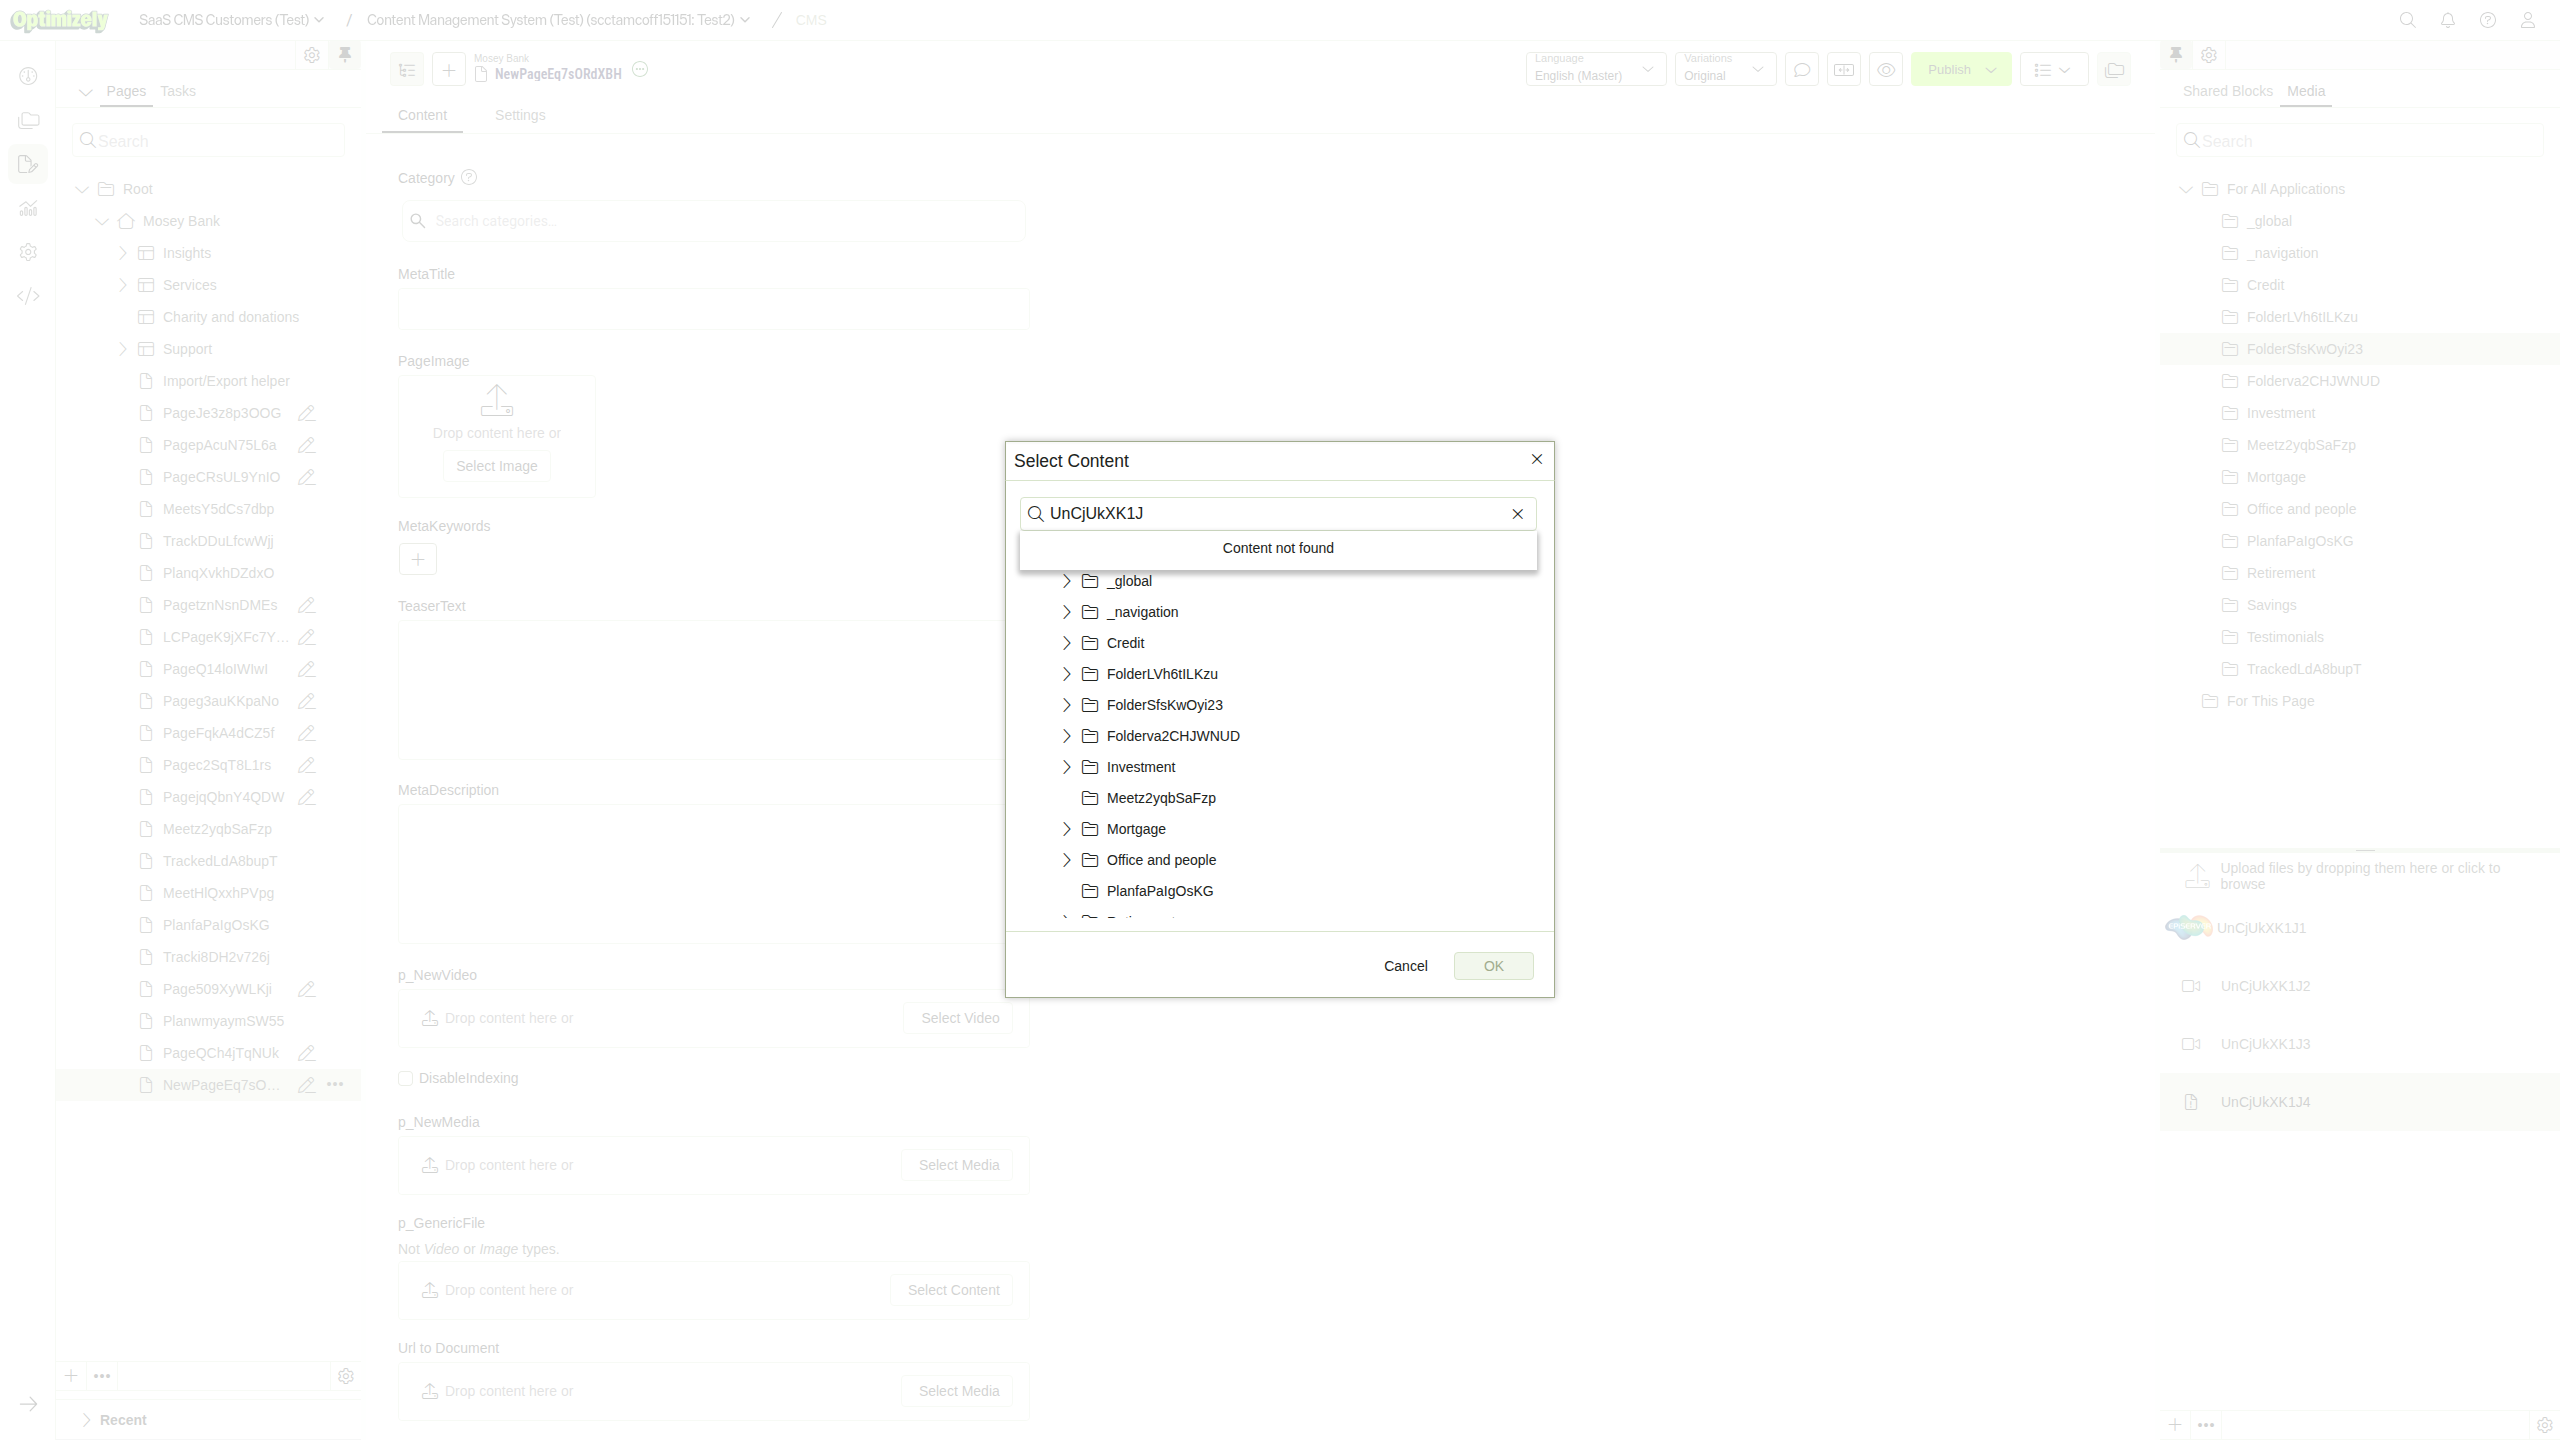 Optimizely
SaaS CMS Customers (Test)
/
Content Management System (Test) (scctamcoff151151: Test2)
/
CMS
Pages
Tasks
Search
Root
Mosey Bank
Insights
Services
Charity and donations
Support
Import/Export helper
PageJe3z8p3OOG
PagepAcuN75L6a
PageCRsUL9YnIO
MeetsY5dCs7dbp
TrackDDuLfcwWjj
PlanqXvkhDZdxO
PagetznNsnDMEs
LCPageK9jXFc7Y...
PageQ14loIWIwI
Pageg3auKKpaNo
PageFqkA4dCZ5f
Pagec2SqT8L1rs
PagejqQbnY4QDW
Meetz2yqbSaFzp
TrackedLdA8bupT
MeetHlQxxhPVpg
PlanfaPaIgOsKG
Tracki8DH2v726j
Page509XyWLKji
PlanwmyaymSW55
PageQCh4jTqNUk
NewPageEq7sO...
Recent
Mosey Bank
NewPageEq7sORdXBH
Language
English (Master)
Variations
Original
Publish
Content
Settings
Category
Search categories...
MetaTitle
PageImage
Drop content here or
Select Image
MetaKeywords
TeaserText
MetaDescription
p_NewVideo
Drop content here or
Select Video
DisableIndexing
p_NewMedia
Drop content here or
Select Media
p_GenericFile
Not Video or Image types.
Drop content here or
Select Content
Url to Document
Drop content here or
Select Media
Select Content
UnCjUkXK1J
Content not found
_global
_navigation
Credit
FolderLVh6tILKzu
FolderSfsKwOyi23
Folderva2CHJWNUD
Investment
Meetz2yqbSaFzp
Mortgage
Office and people
PlanfaPaIgOsKG
Cancel
OK
Shared Blocks
Media
Search
For All Applications
_global
_navigation
Credit
FolderLVh6tILKzu
FolderSfsKwOyi23
Folderva2CHJWNUD
Investment
Meetz2yqbSaFzp
Mortgage
Office and people
PlanfaPaIgOsKG
Retirement
Savings
Testimonials
TrackedLdA8bupT
For This Page
Upload files by dropping them here or click to
browse
UnCjUkXK1J1
UnCjUkXK1J2
UnCjUkXK1J3
UnCjUkXK1J4